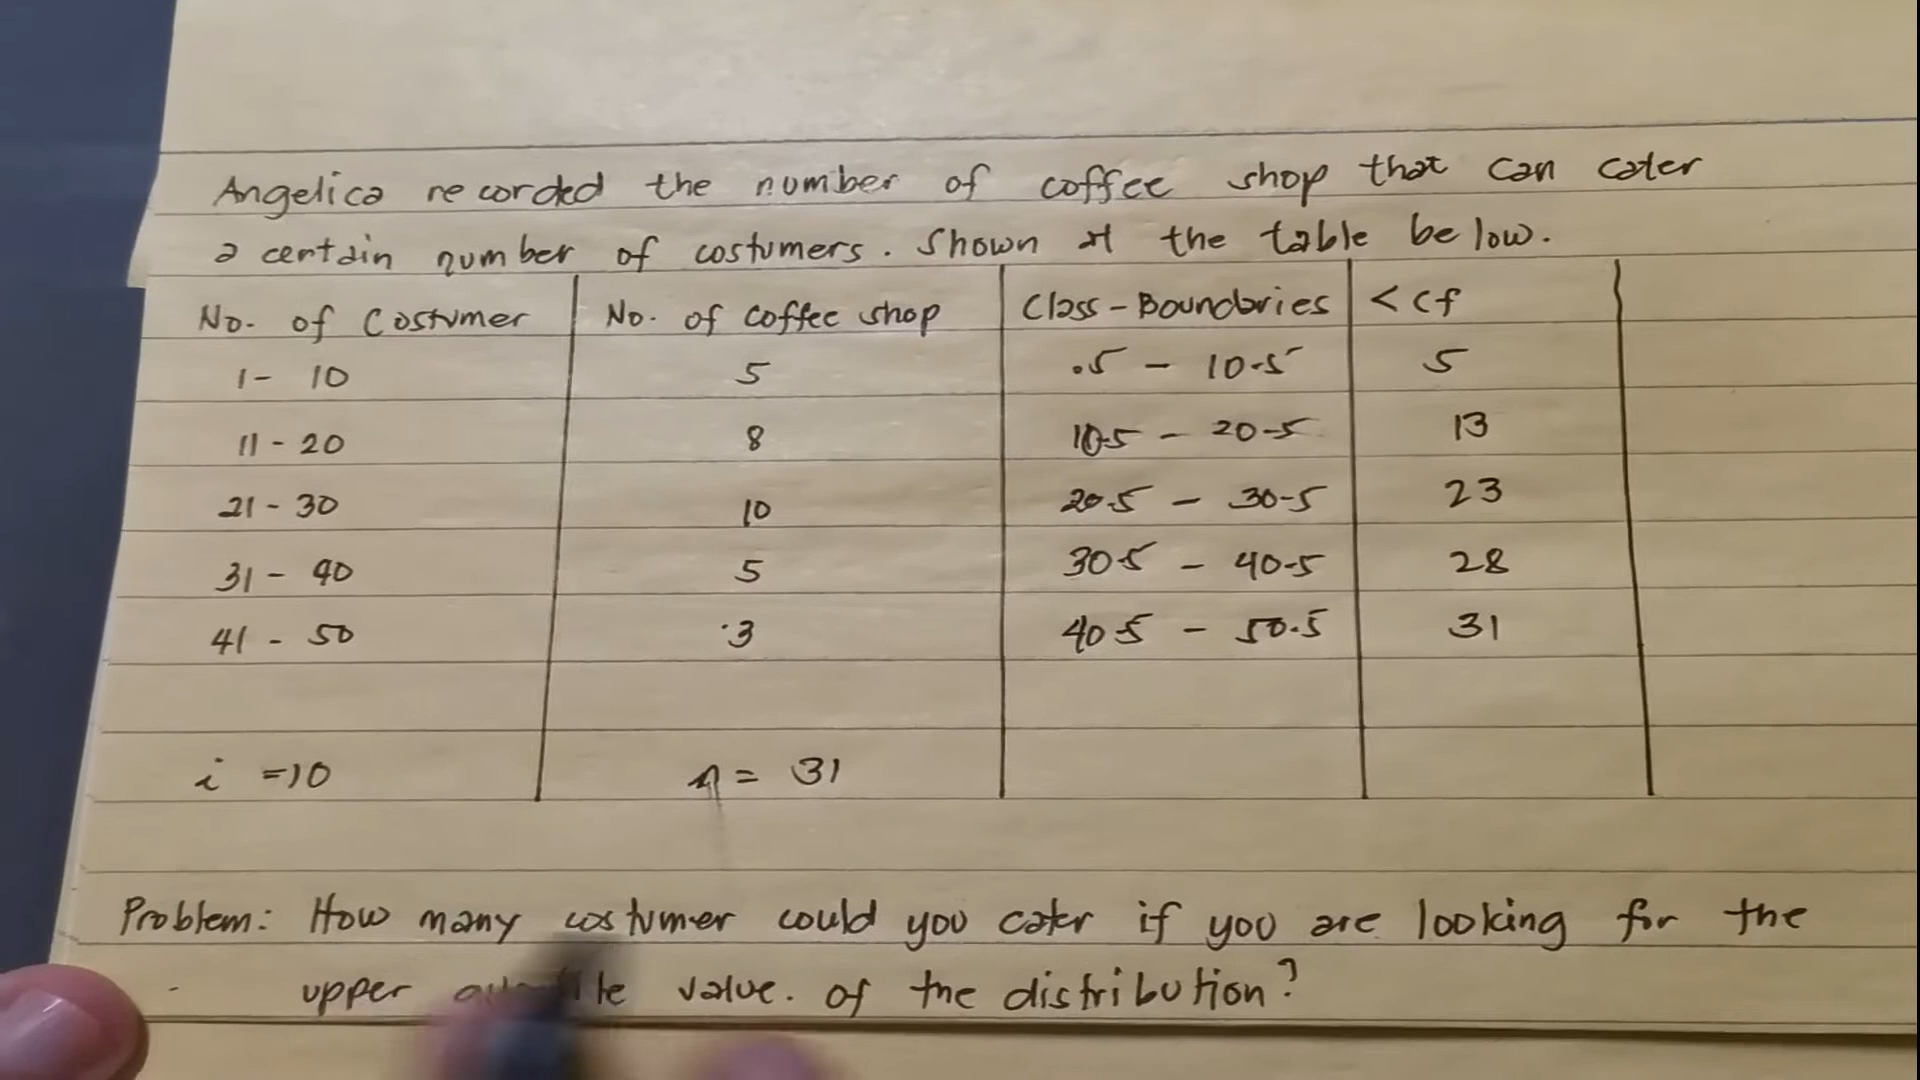 Angelica recorded the number of coffee shop that can cater
a certain number of costumers. Shown at the table below.
No. of Costumer No. of coffee shop Class-Boundaries <cf
1- 10 5 .5 - 10.5 5
11 - 20 8 10.5 - 20.5 13
21 - 30 10 20.5 - 30.5 23
31 - 40 5 30.5 - 40.5 28
41 - 50 3 40.5 - 50.5 31
i =10 n = 31
Problem: How many costumer could you cater if you are looking for the
upper value. of the distribution?